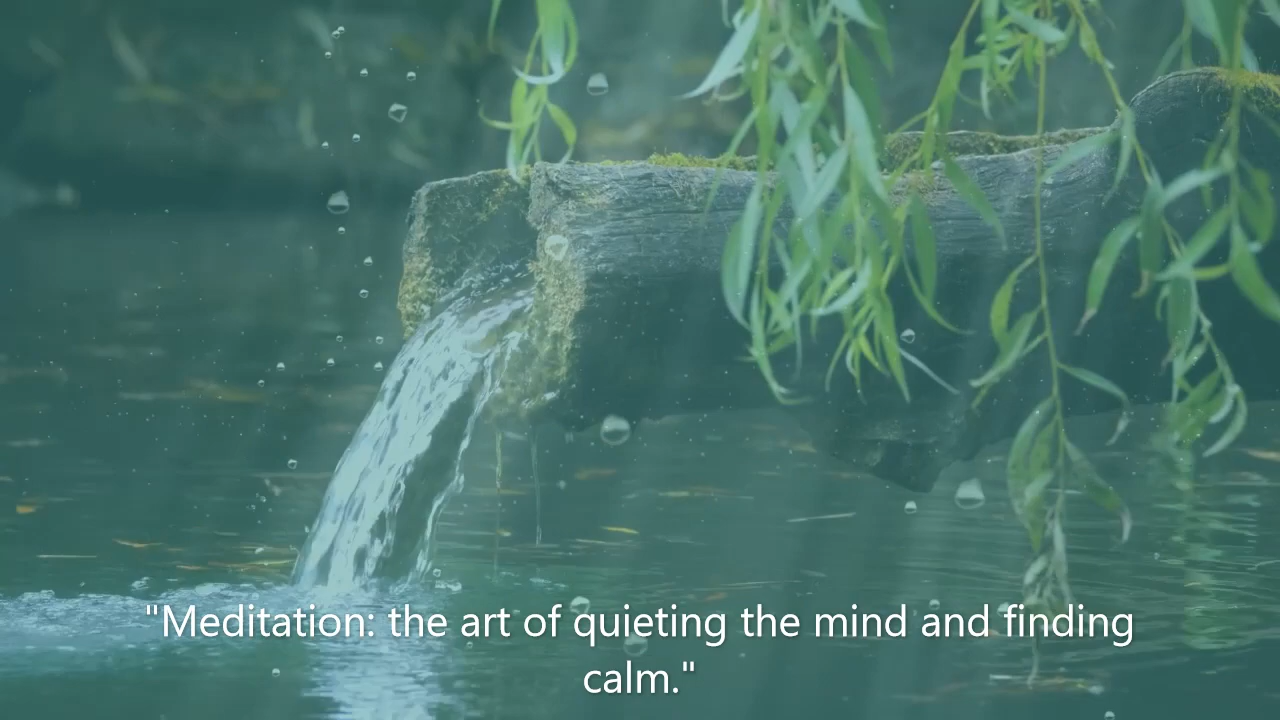 "Meditation: the art of quieting the mind and finding
calm."